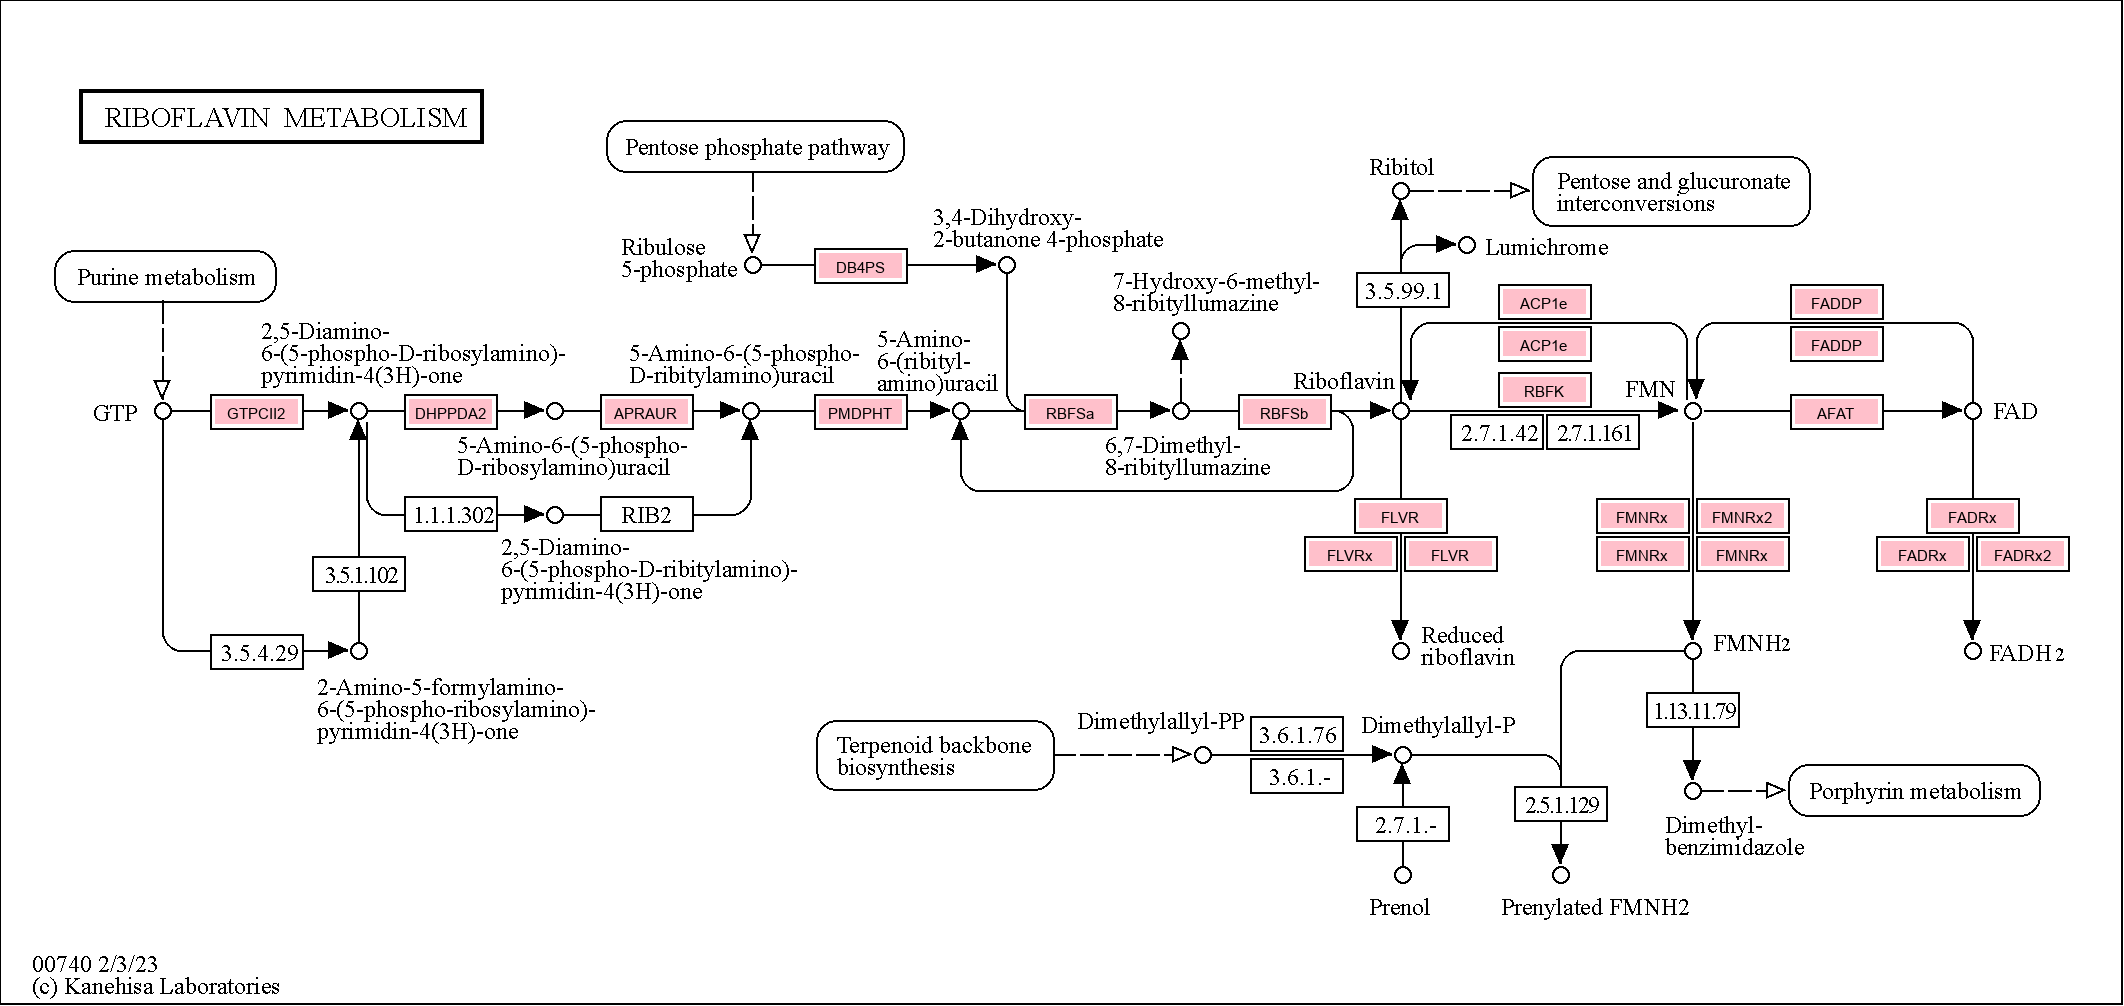 RIBOFLAVIN METABOLISM
Pentose phosphate pathway
Ribitol
Pentose and glucuronate
interconversions
3,4-Dihydroxy-
2-butanone 4-phosphate
Ribulose
5-phosphate
DB4PS
Lumichrome
Purine metabolism
7-Hydroxy-6-methyl-
8-ribityllumazine
3.5.99.1
ACP1e
FADDP
2,5-Diamino-
6-(5-phospho-D-ribosylamino)-
pyrimidin-4(3H)-one
5-Amino-6-(5-phospho-
D-ribitylamino)uracil
5-Amino-
6-(ribityl-
amino)uracil
ACP1e
FADDP
Riboflavin
RBFK
FMN
GTP
GTPCII2
DHPPDA2
APRAUR
PMDPHT
RBFSa
RBFSb
AFAT
FAD
2.7.1.42
2.7.1.161
5-Amino-6-(5-phospho-
D-ribosylamino)uracil
6,7-Dimethyl-
8-ribityllumazine
1.1.1.302
RIB2
FLVR
FMNRx
FMNRx2
FADRx
FLVRx
FLVR
FMNRx
FMNRx
FADRx
FADRx2
2,5-Diamino-
6-(5-phospho-D-ribitylamino)-
pyrimidin-4(3H)-one
3.5.1.102
3.5.4.29
Reduced
riboflavin
FMNH2
FADH2
2-Amino-5-formylamino-
6-(5-phospho-ribosylamino)-
pyrimidin-4(3H)-one
1.13.11.79
Terpenoid backbone
biosynthesis
Dimethylallyl-PP
3.6.1.76
3.6.1.-
Dimethylallyl-P
2.5.1.129
Porphyrin metabolism
2.7.1.-
Dimethyl-
benzimidazole
Prenol
Prenylated FMNH2
00740 2/3/23
(c) Kanehisa Laboratories